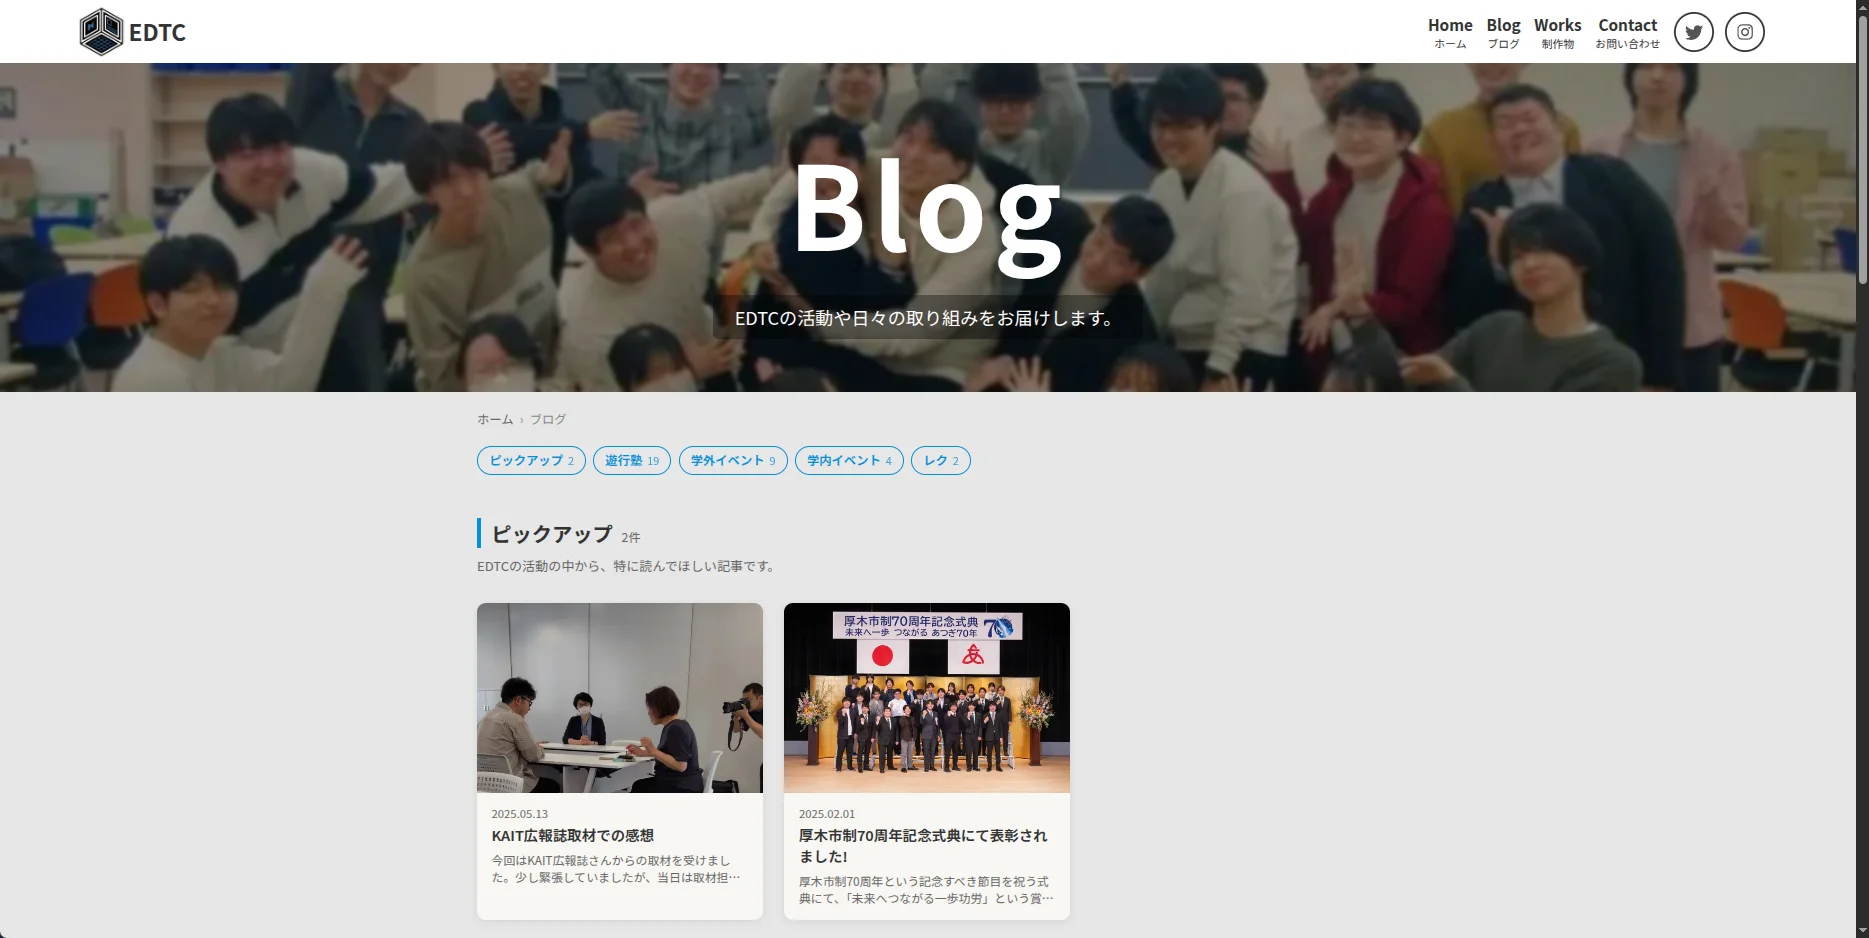 EDTC
Home
Blog
Works
Contact
ホーム
ブログ
制作物
お問い合わせ
Blog
EDTCの活動や日々の取り組みをお届けします。
ホーム › ブログ
ピックアップ 2
遊行塾 19
学外イベント 9
学内イベント 4
レク 2
ピックアップ 2件
EDTCの活動の中から、特に読んでほしい記事です。
2025.05.13
KAIT広報誌取材での感想
今回はKAIT広報誌さんからの取材を受けまし
た。少し緊張していましたが、当日は取材担…
厚木市制70周年記念式典
未来へ一歩 つながる あつぎ70年
70
2025.02.01
厚木市制70周年記念式典にて表彰され
ました!
厚木市制70周年という記念すべき節目を祝う式
典にて、「未来へつながる一歩功労」という賞…